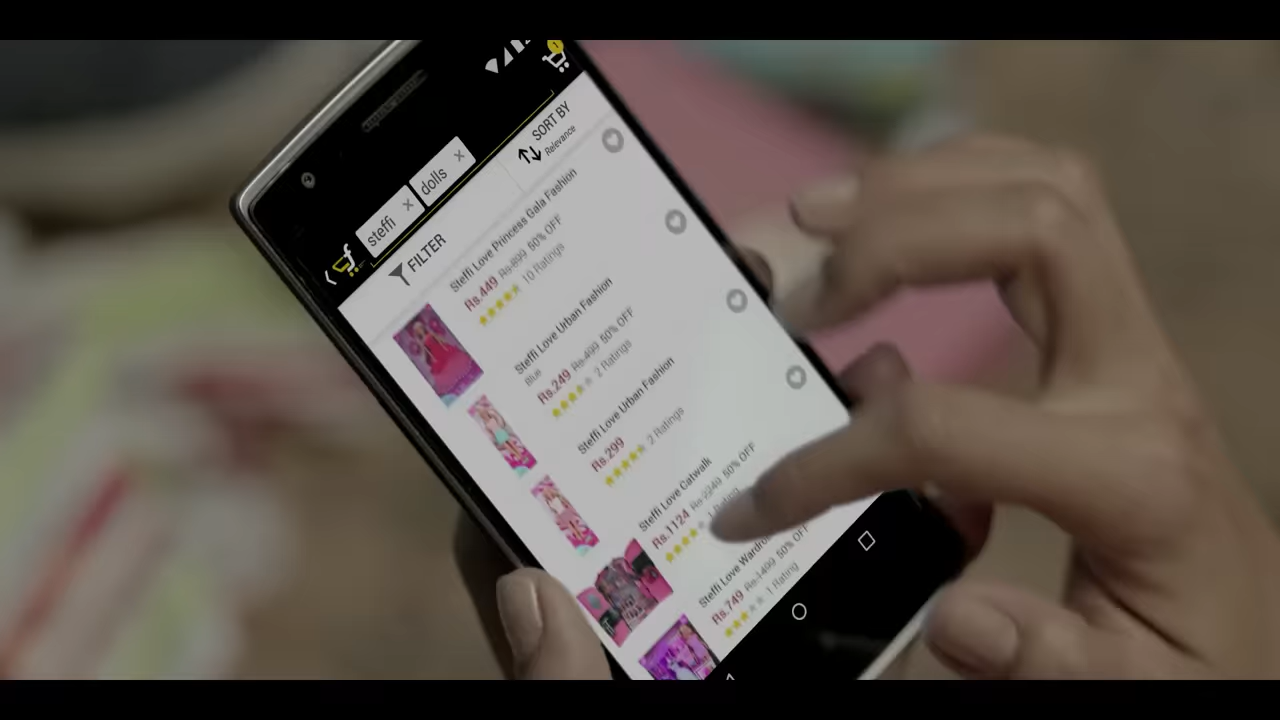 1
steffi × dolls ×
FILTER
SORT BY
Relevance
Steffi Love Princess Gala Fashion
Rs.449 Rs.899 50% OFF
10 Ratings
Steffi Love Urban Fashion
Blue
Rs.249 Rs.499 50% OFF
2 Ratings
Steffi Love Urban Fashion
Rs.299
2 Ratings
Steffi Love Catwalk
Rs.1124 Rs.2249 50% OFF
1 Rating
Steffi Love
Rs.749 Rs.1499 50% OFF
1 Rating